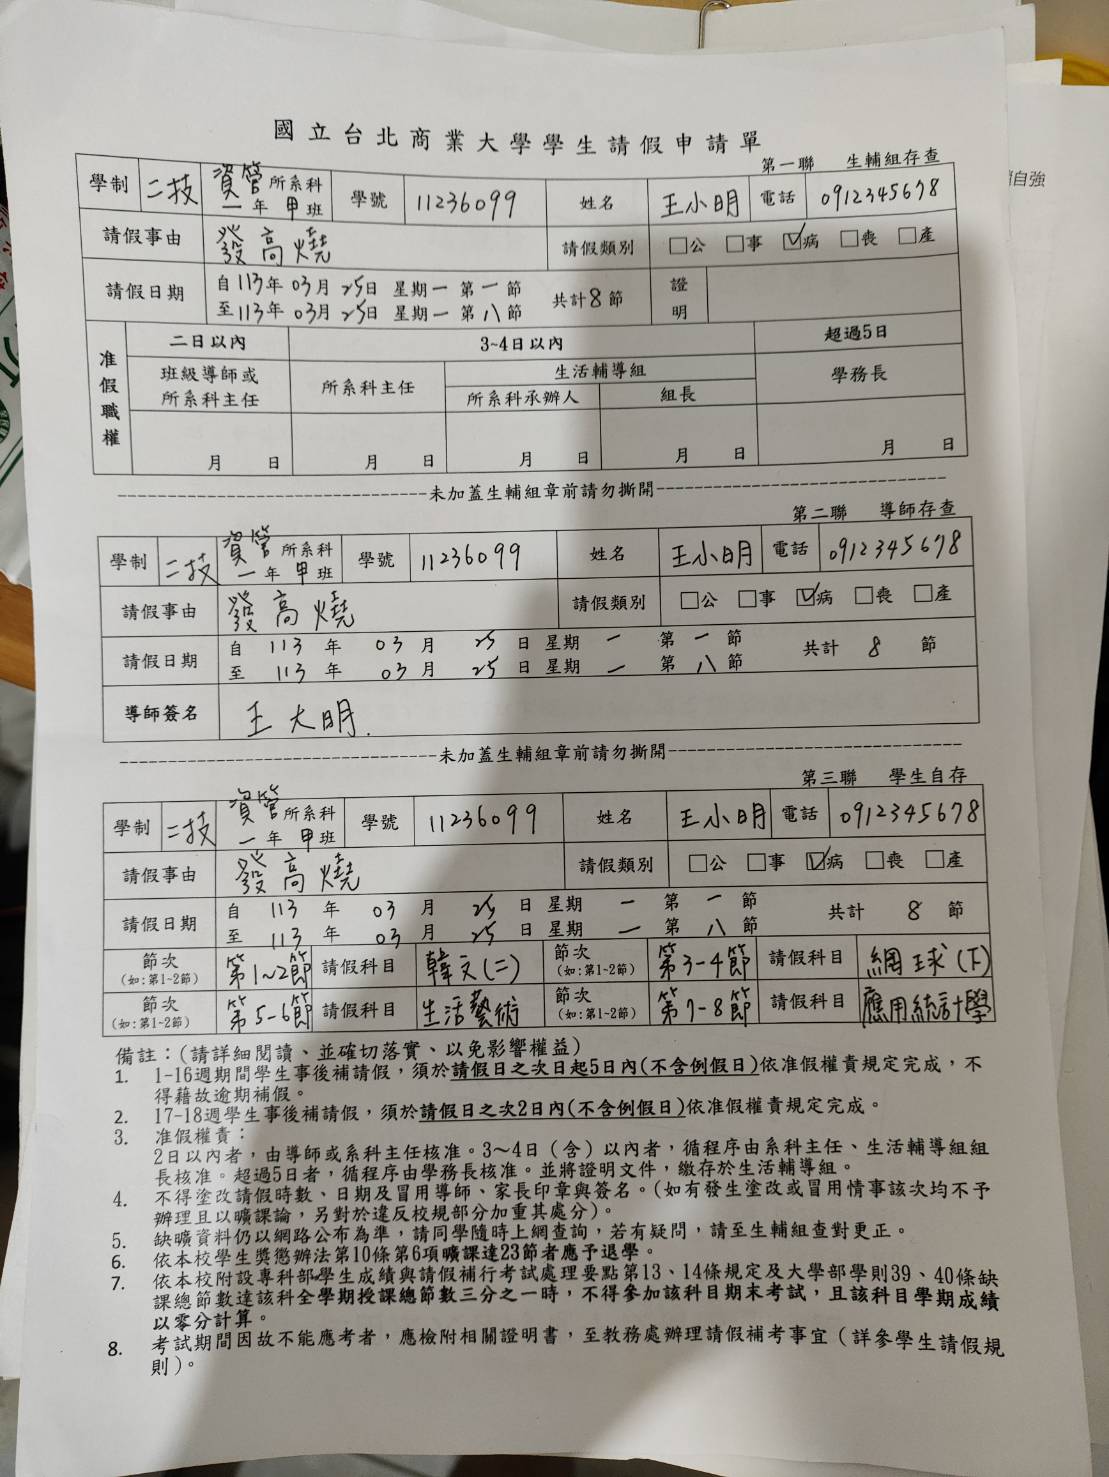 國立台北商業大學學生請假申請單
第一聯 生輔組存查
學制 二技 資管所系科 一年甲班 學號 11236099 姓名 王小明 電話 0912345678
請假事由 發高燒 請假類別 □公 □事 ☑病 □喪 □產
請假日期 自113年03月25日 星期一 第一節 共計8節 證明
至113年03月25日 星期一 第八節
准假職權 二日以內 3~4日以內 超過5日
班級導師或所系科主任 所系科主任 生活輔導組 學務長
所系科承辦人 組長
月 日 月 日 月 日 月 日 月 日
未加蓋生輔組章前請勿撕開
第二聯 導師存查
學制 二技 資管所系科 一年甲班 學號 11236099 姓名 王小明 電話 0912345678
請假事由 發高燒 請假類別 □公 □事 ☑病 □喪 □產
請假日期 自 113 年 03 月 25 日 星期 一 第 一 節 共計 8 節
至 113 年 03 月 25 日 星期 一 第 八 節
導師簽名 王大明.
未加蓋生輔組章前請勿撕開
第三聯 學生自存
學制 二技 資管所系科 一年甲班 學號 11236099 姓名 王小明 電話 0912345678
請假事由 發高燒 請假類別 □公 □事 ☑病 □喪 □產
請假日期 自 113 年 03 月 25 日 星期 一 第 一 節 共計 8 節
至 113 年 03 月 25 日 星期 一 第 八 節
節次(如:第1~2節) 第1~2節 請假科目 韓文(二) 節次(如:第1~2節) 第3-4節 請假科目 網球(下)
節次(如:第1~2節) 第5-6節 請假科目 生活藝術 節次(如:第1~2節) 第7-8節 請假科目 應用統計學
備註：(請詳細閱讀、並確切落實、以免影響權益)
1. 1-16週期間學生事後補請假，須於請假日之次日起5日內(不含例假日)依准假權責規定完成，不
得藉故逾期補假。
2. 17-18週學生事後補請假，須於請假日之次2日內(不含例假日)依准假權責規定完成。
3. 准假權責：
2日以內者，由導師或系科主任核准。3～4日（含）以內者，循程序由系科主任、生活輔導組組
長核准。超過5日者，循程序由學務長核准。並將證明文件，繳存於生活輔導組。
4. 不得塗改請假時數、日期及冒用導師、家長印章與簽名。(如有發生塗改或冒用情事該次均不予
辦理且以曠課論，另對於違反校規部分加重其處分)。
5. 缺曠資料仍以網路公布為準，請同學隨時上網查詢，若有疑問，請至生輔組查對更正。
6. 依本校學生獎懲辦法第10條第6項曠課達23節者應予退學。
7. 依本校附設專科部學生成績與請假補行考試處理要點第13、14條規定及大學部學則39、40條缺
課總節數達該科全學期授課總節數三分之一時，不得參加該科目期末考試，且該科目學期成績
以零分計算。
8. 考試期間因故不能應考者，應檢附相關證明書，至教務處辦理請假補考事宜（詳參學生請假規
則)。
自強